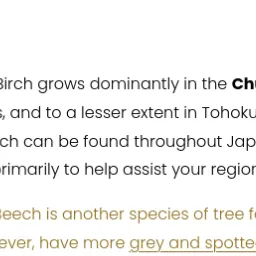 Birch grows dominantly in the Chu
, and to a lesser extent in Tohoku
ch can be found throughout Jap
primarily to help assist your region
Beech is another species of tree f
ever, have more grey and spotte